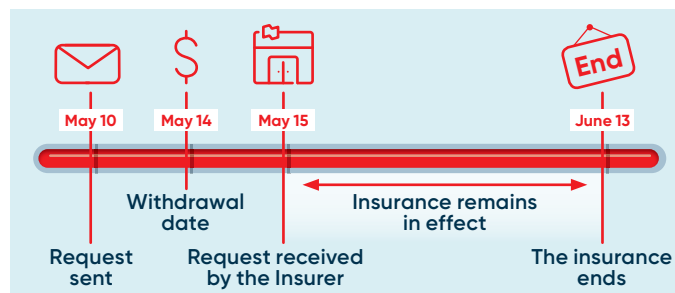 $
End
May 10
May 14
May 15
June 13
Withdrawal
date
Insurance remains
in effect
Request
sent
Request received
by the Insurer
The insurance
ends